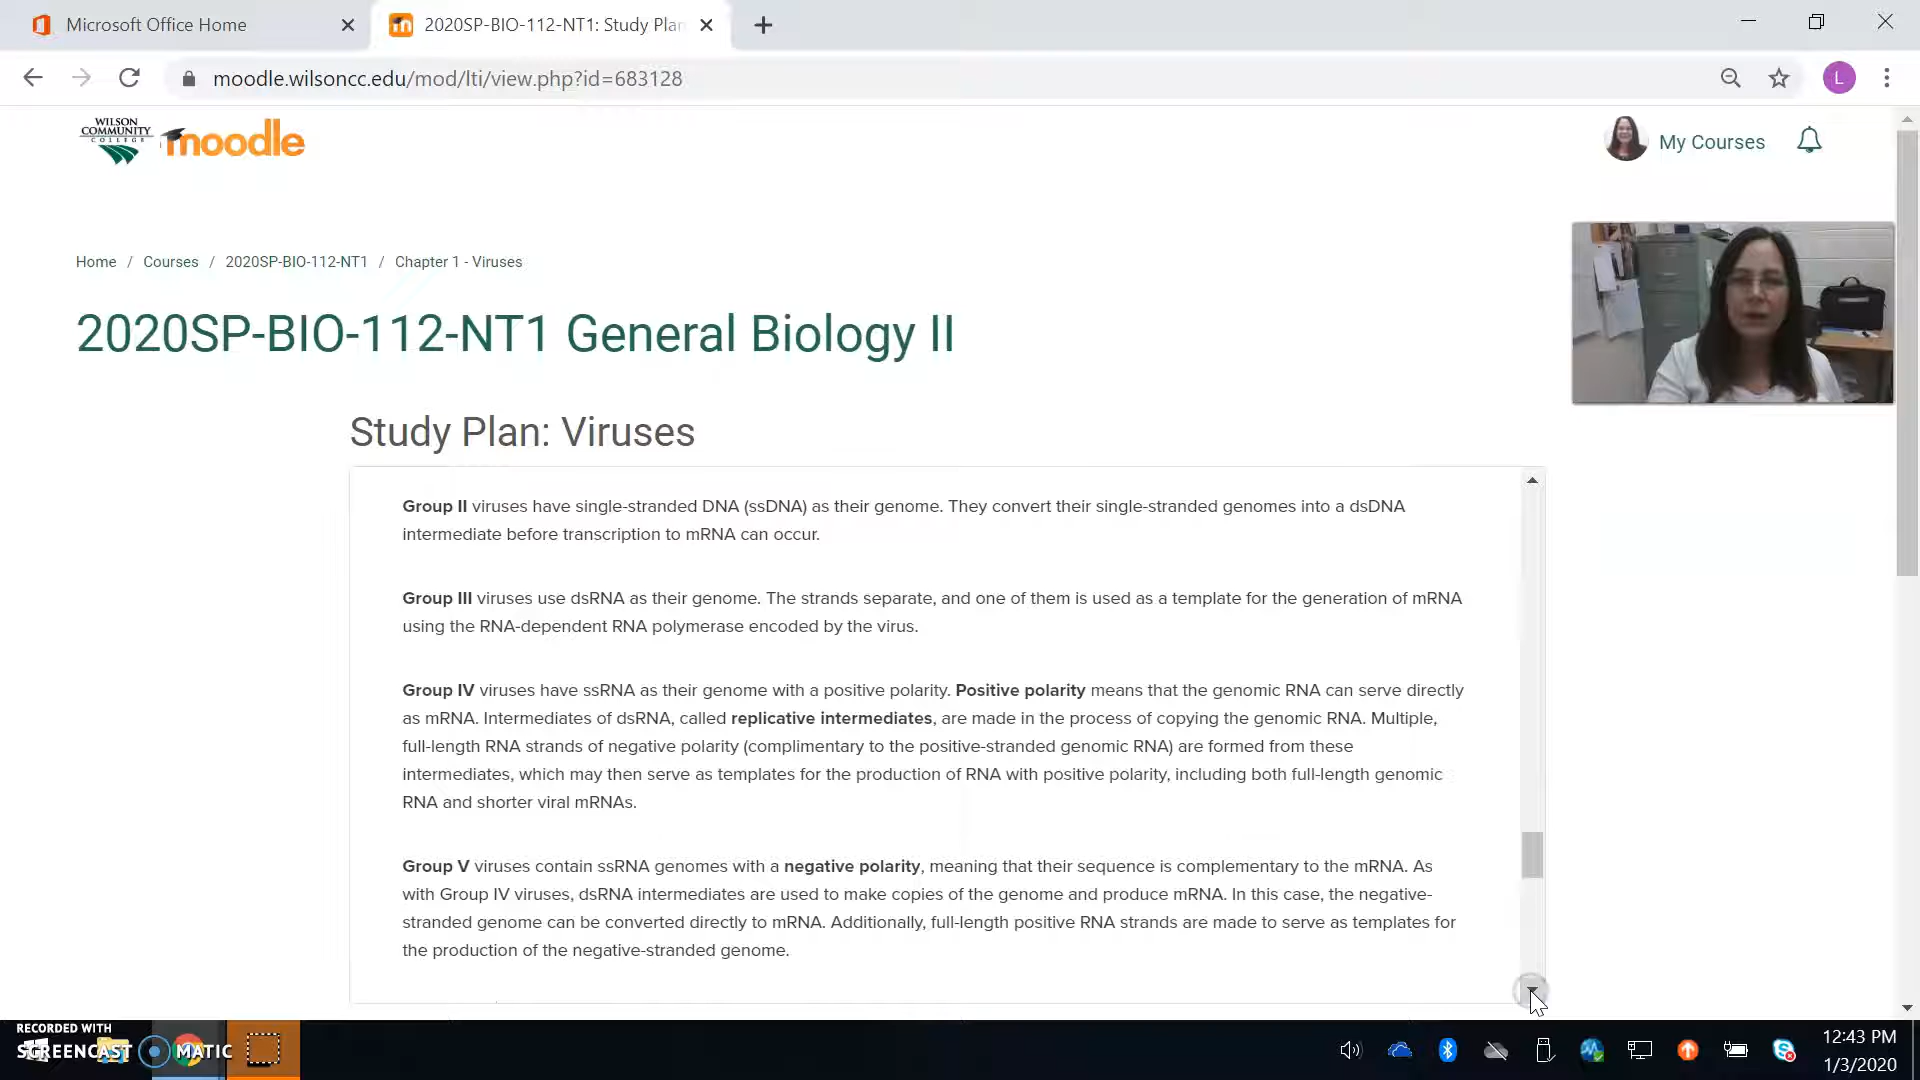 Microsoft Office Home
2020SP-BIO-112-NT1: Study Plan
moodle.wilsoncc.edu/mod/lti/view.php?id=683128
L
WILSON
COMMUNITY
COLLEGE
moodle
My Courses
Home / Courses / 2020SP-BIO-112-NT1 / Chapter 1 - Viruses
2020SP-BIO-112-NT1 General Biology II
Study Plan: Viruses
Group II viruses have single-stranded DNA (ssDNA) as their genome. They convert their single-stranded genomes into a dsDNA
intermediate before transcription to mRNA can occur.
Group III viruses use dsRNA as their genome. The strands separate, and one of them is used as a template for the generation of mRNA
using the RNA-dependent RNA polymerase encoded by the virus.
Group IV viruses have ssRNA as their genome with a positive polarity. Positive polarity means that the genomic RNA can serve directly
as mRNA. Intermediates of dsRNA, called replicative intermediates, are made in the process of copying the genomic RNA. Multiple,
full-length RNA strands of negative polarity (complimentary to the positive-stranded genomic RNA) are formed from these
intermediates, which may then serve as templates for the production of RNA with positive polarity, including both full-length genomic
RNA and shorter viral mRNAs.
Group V viruses contain ssRNA genomes with a negative polarity, meaning that their sequence is complementary to the mRNA. As
with Group IV viruses, dsRNA intermediates are used to make copies of the genome and produce mRNA. In this case, the negative-
stranded genome can be converted directly to mRNA. Additionally, full-length positive RNA strands are made to serve as templates for
the production of the negative-stranded genome.
RECORDED WITH
SCREENCAST MATIC
12:43 PM
1/3/2020